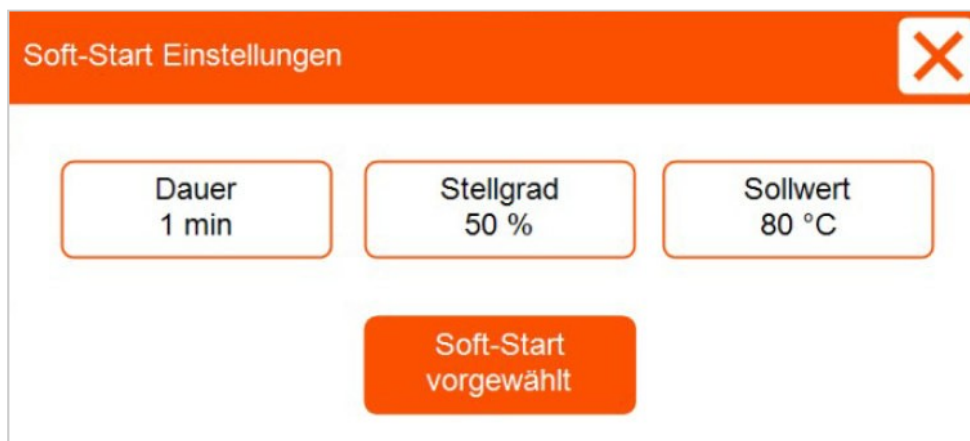 Soft-Start Einstellungen
Dauer
1 min
Stellgrad
50 %
Sollwert
80 °C
Soft-Start
vorgewählt